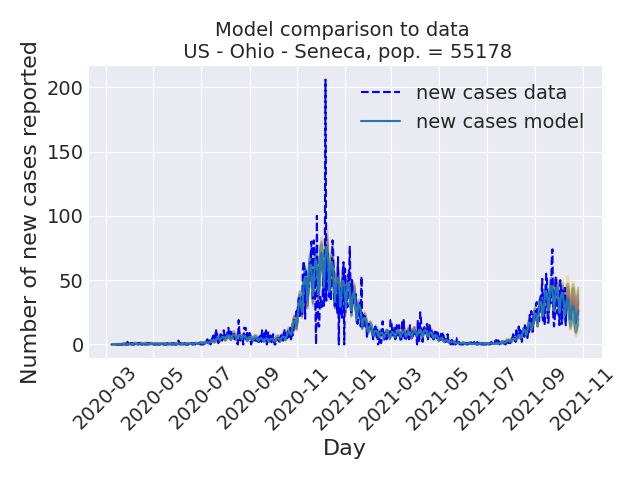 Model comparison to data
US - Ohio - Seneca, pop. = 55178
Number of new cases reported
200
150
100
50
0
new cases data
new cases model
2020-03
2020-05
2020-07
2020-09
2020-11
2021-01
2021-03
2021-05
2021-07
2021-09
2021-11
Day